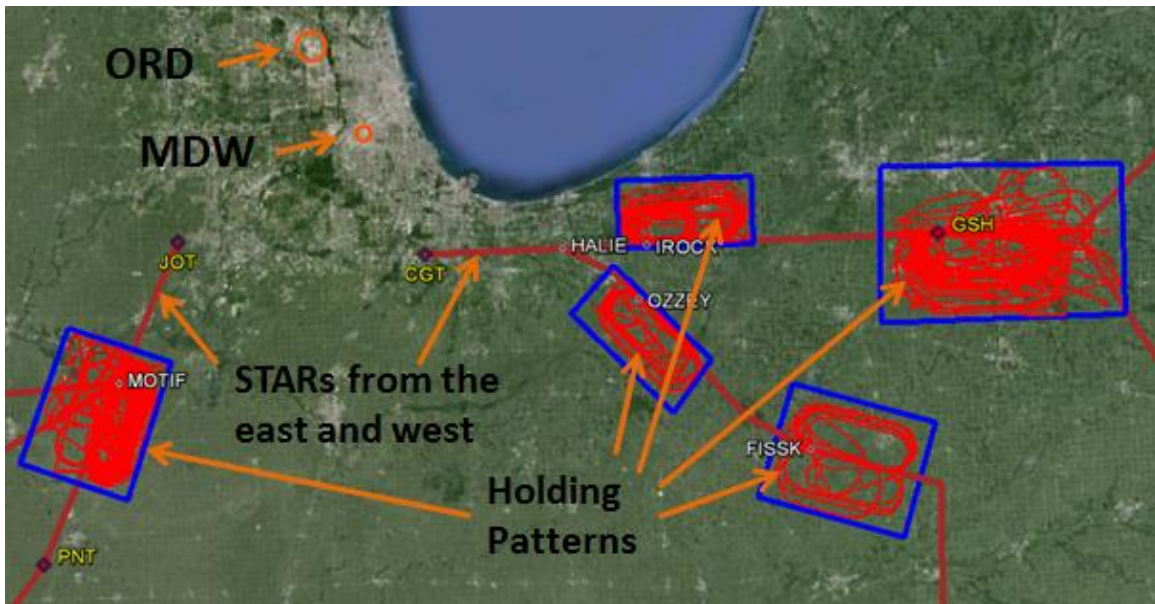 ORD
MDW
GSH
HALIE
IROCK
JOT
CGT
OZZEY
STARs from the
east and west
MOTIF
FISSK
Holding
Patterns
PNT